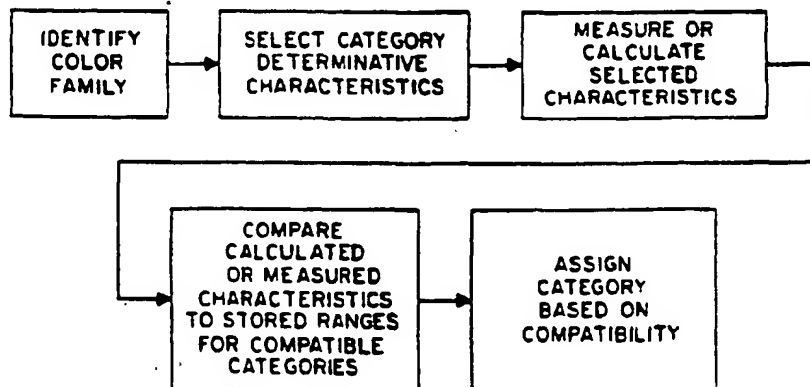 IDENTIFY
COLOR
FAMILY
SELECT CATEGORY
DETERMINATIVE
CHARACTERISTICS
MEASURE OR
CALCULATE
SELECTED
CHARACTERISTICS
COMPARE
CALCULATED
OR MEASURED
CHARACTERISTICS
TO STORED RANGES
FOR COMPATIBLE
CATEGORIES
ASSIGN
CATEGORY
BASED ON
COMPATIBILITY